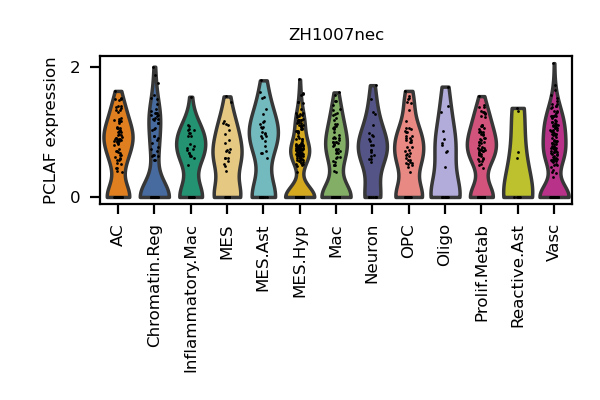 ZH1007nec
PCLAF expression
2
0
AC
Chromatin.Reg
Inflammatory.Mac
MES
MES.Ast
MES.Hyp
Mac
Neuron
OPC
Oligo
Prolif.Metab
Reactive.Ast
Vasc